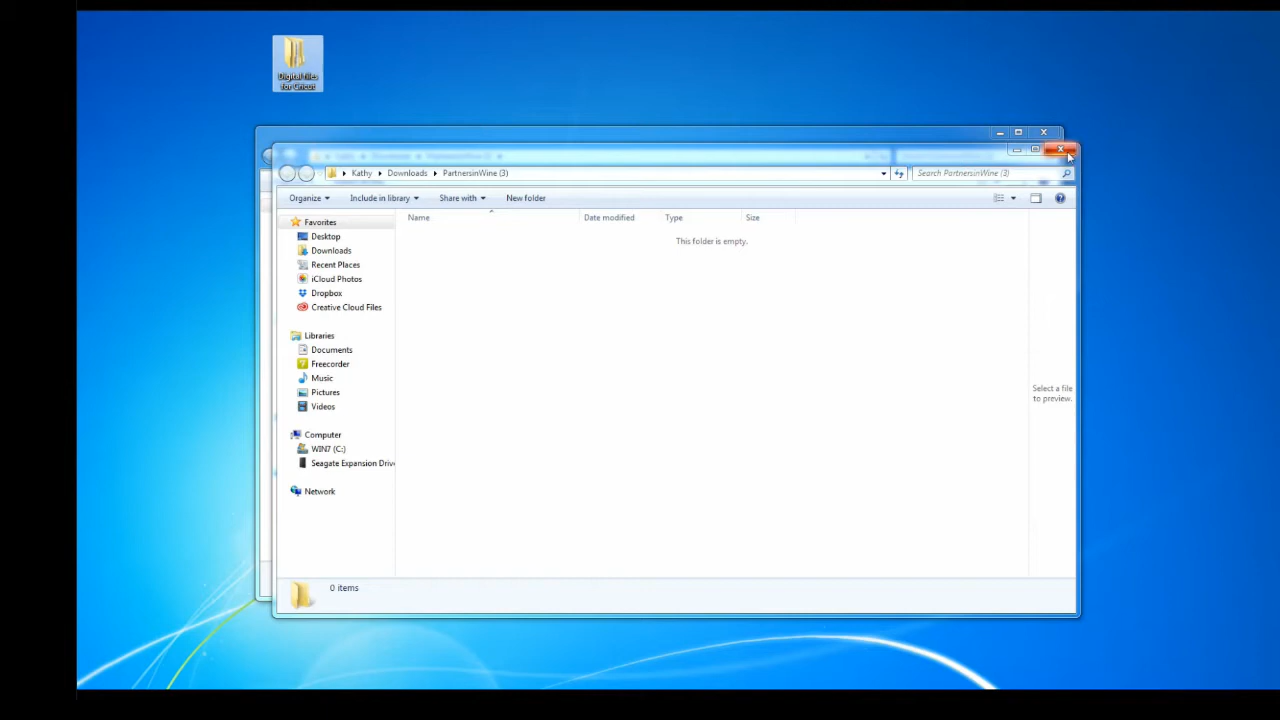 Digital files
for Cricut
Kathy Downloads PartnersinWine (3) Search PartnersinWine (3)
Organize Include in library Share with New folder
Name Date modified Type Size
This folder is empty.
Favorites
Desktop
Downloads
Recent Places
iCloud Photos
Dropbox
Creative Cloud Files
Libraries
Documents
Freecorder
Music
Pictures
Videos
Computer
WIN7 (C:)
Seagate Expansion Drive
Network
Select a file
to preview.
0 items